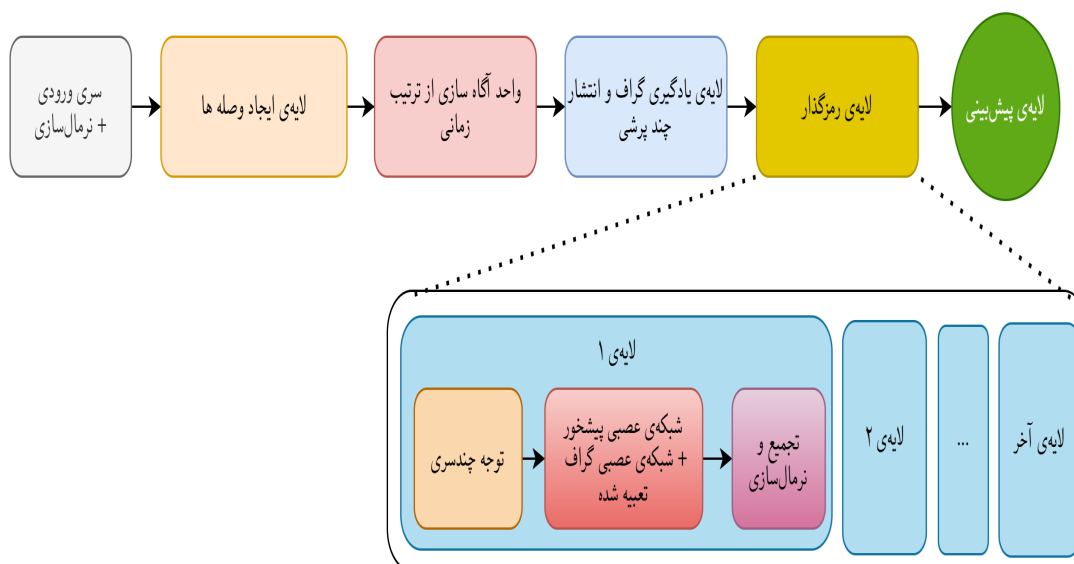 سری ورودی
+ نرمال‌سازی
لایه‌ی ایجاد وصله ها
واحد آگاه سازی از ترتیب
زمانی
لایه‌ی یادگیری گراف و انتشار
چند پرشی
لایه‌ی رمزگذار
لایه‌ی پیش‌بینی
لایه‌ی ۱
توجه چندسری
شبکه‌ی عصبی پیشخور
+ شبکه‌ی عصبی گراف
تعبیه شده
تجمیع و
نرمال‌سازی
لایه‌ی ۲
...
لایه‌ی آخر